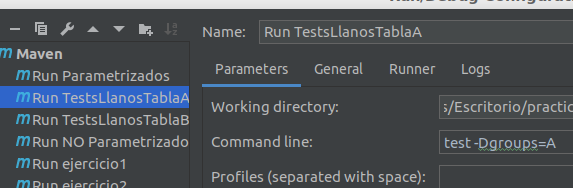 Name: Run TestsLlanosTablaA
Maven
Run Parametrizados
Run TestsLlanosTablaA
Run TestsLlanosTablaB
Run NO Parametrizado
Run ejercicio1
Run ejercicio2
Parameters General Runner Logs
Working directory: s/Escritorio/practic
Command line: test -Dgroups=A
Profiles (separated with space):